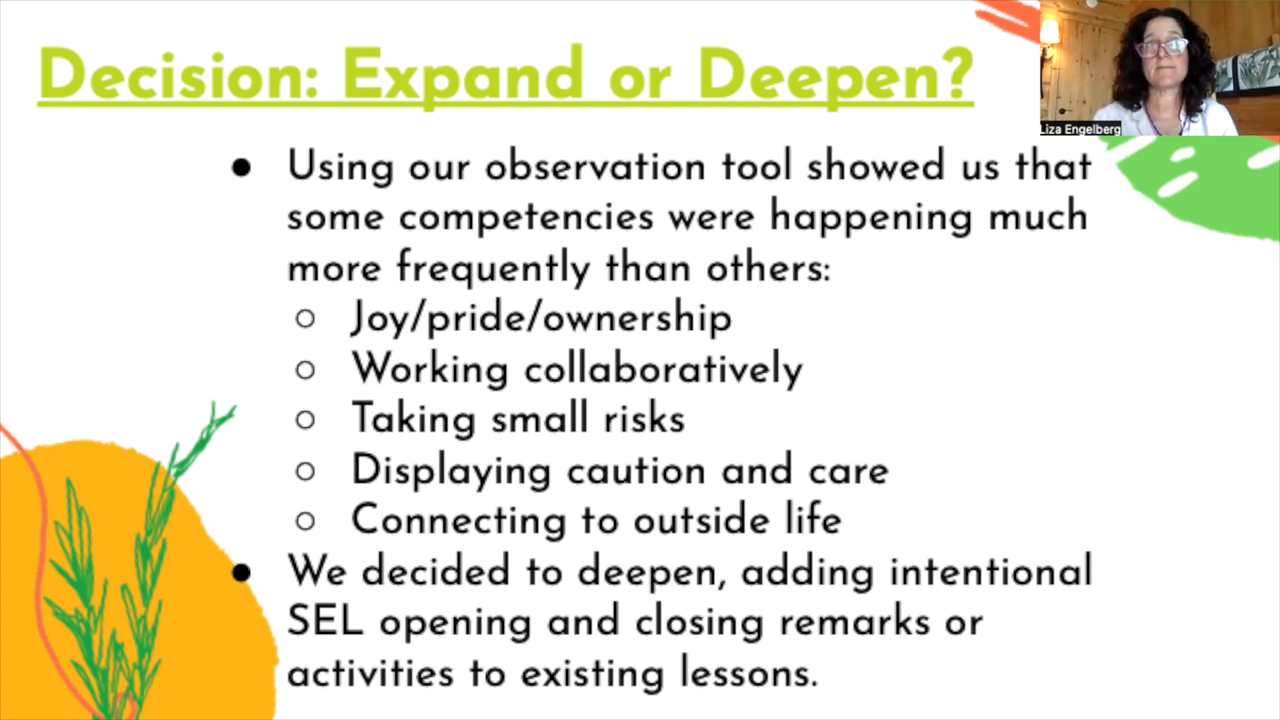 Decision: Expand or Deepen?
Liza Engelberg
● Using our observation tool showed us that
some competencies were happening much
more frequently than others:
○ Joy/pride/ownership
○ Working collaboratively
○ Taking small risks
○ Displaying caution and care
○ Connecting to outside life
● We decided to deepen, adding intentional
SEL opening and closing remarks or
activities to existing lessons.